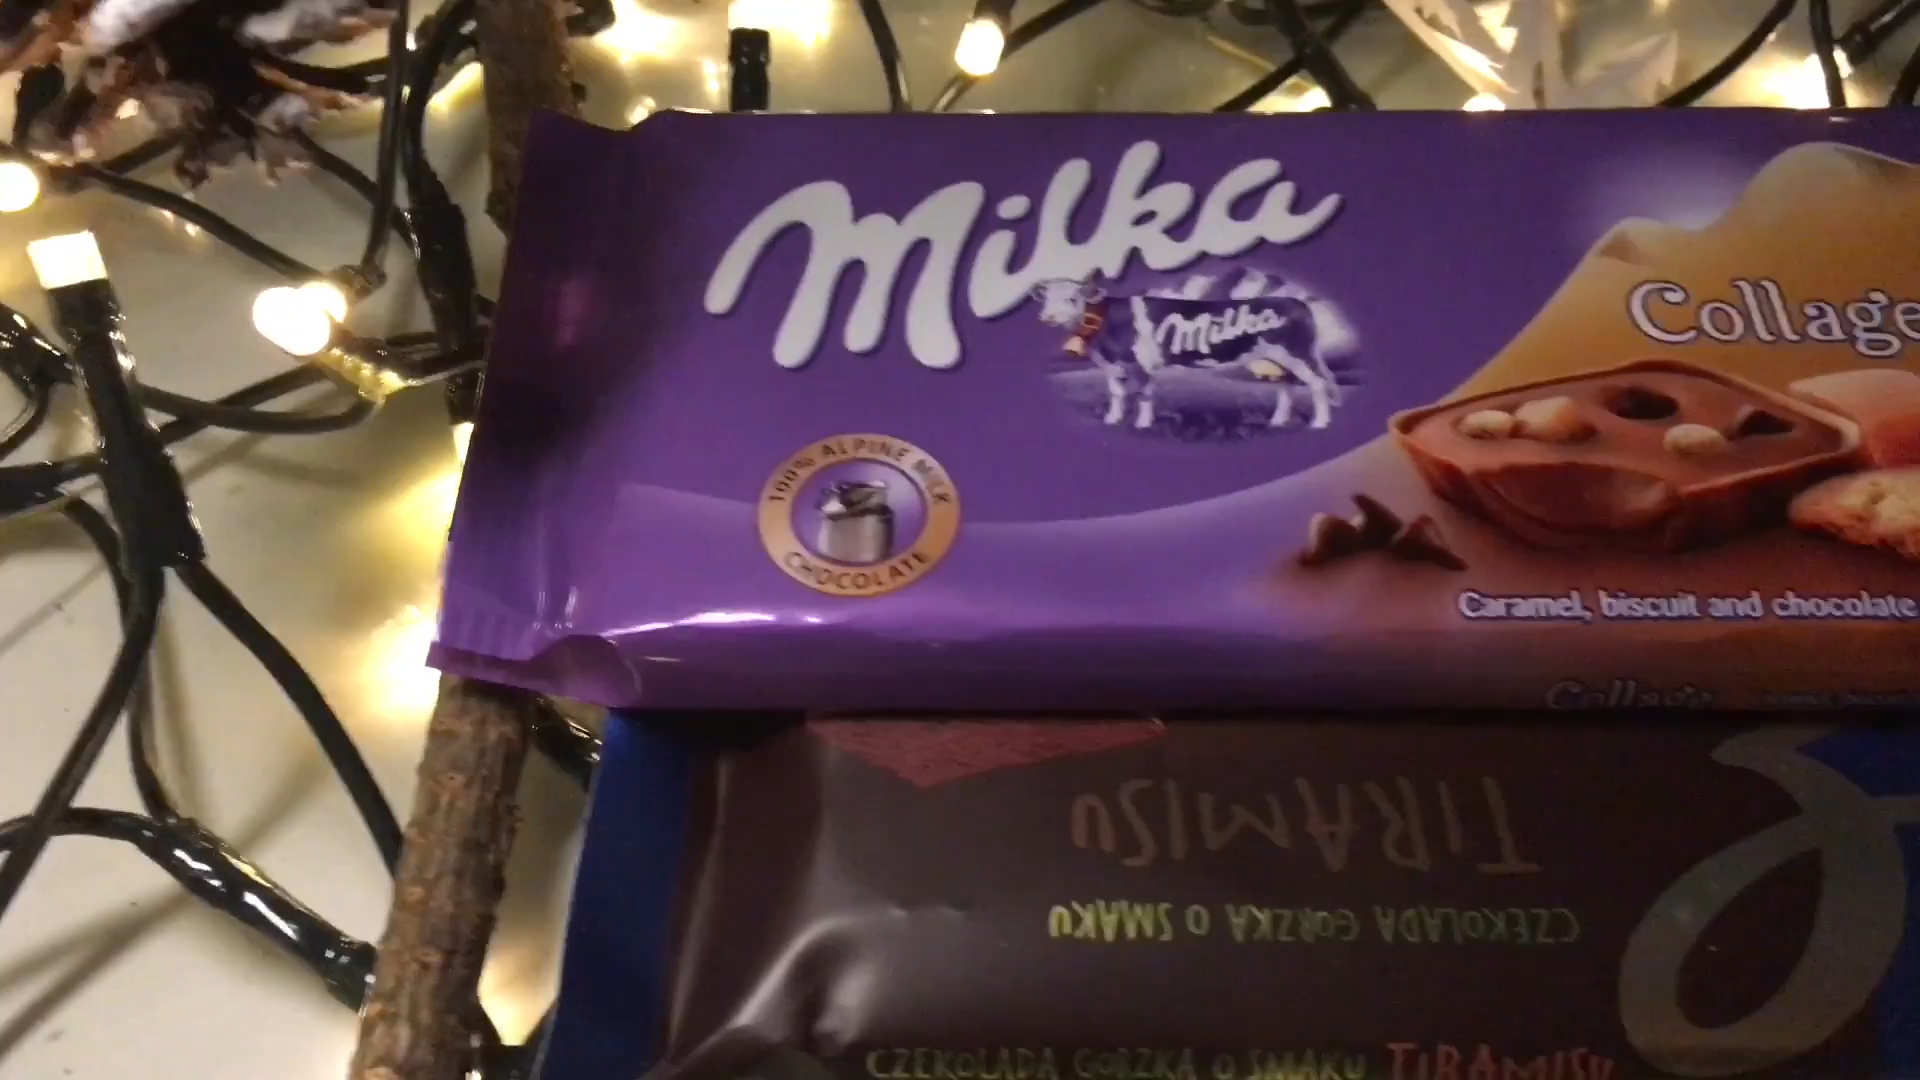 Milka
Milka
Collage
100% ALPINE MILK
CHOCOLATE
Caramel, biscuit and chocolate
Collage
TIRAMISU
CZEKOLADA GORZKA O SMAKU
CZEKOLADA GORZKA O SMAKU TIRAMISU